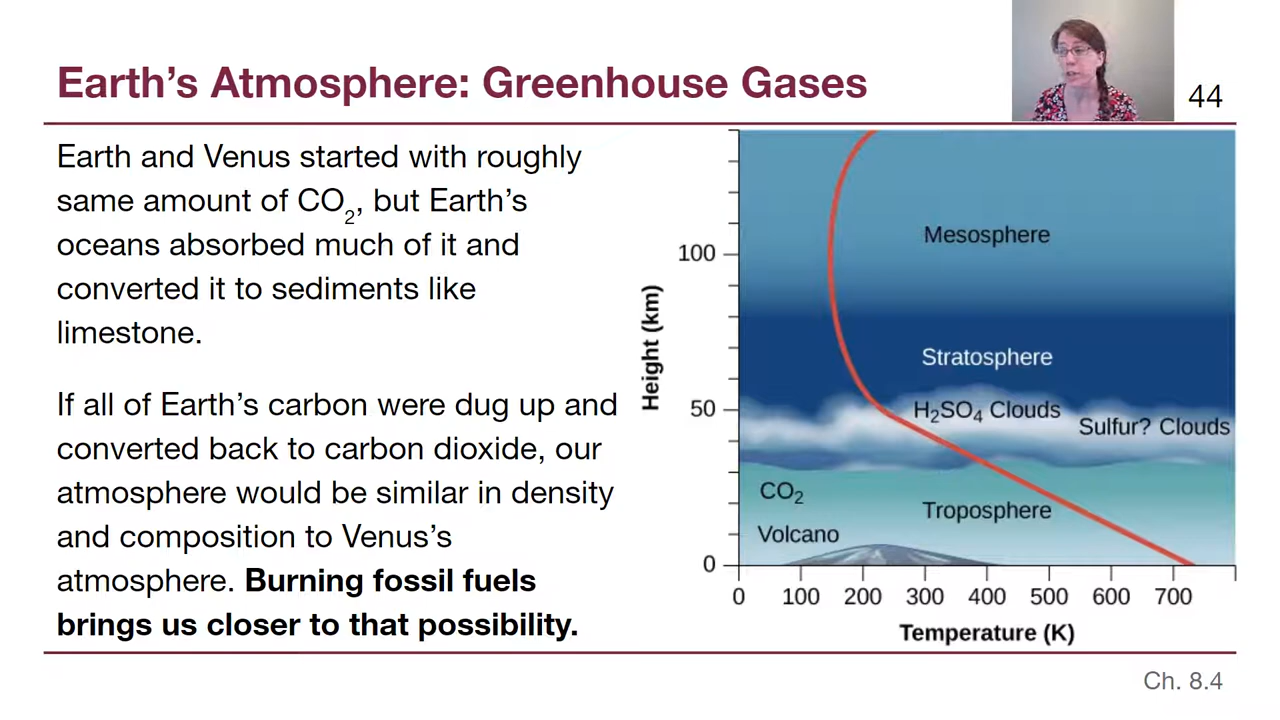 Earth’s Atmosphere: Greenhouse Gases
44
Earth and Venus started with roughly
same amount of CO₂, but Earth’s
oceans absorbed much of it and
converted it to sediments like
limestone.
If all of Earth’s carbon were dug up and
converted back to carbon dioxide, our
atmosphere would be similar in density
and composition to Venus’s
atmosphere. Burning fossil fuels
brings us closer to that possibility.
Height (km)
100
50
0
Mesosphere
Stratosphere
H₂SO₄ Clouds
Sulfur? Clouds
CO₂
Troposphere
Volcano
0 100 200 300 400 500 600 700
Temperature (K)
Ch. 8.4